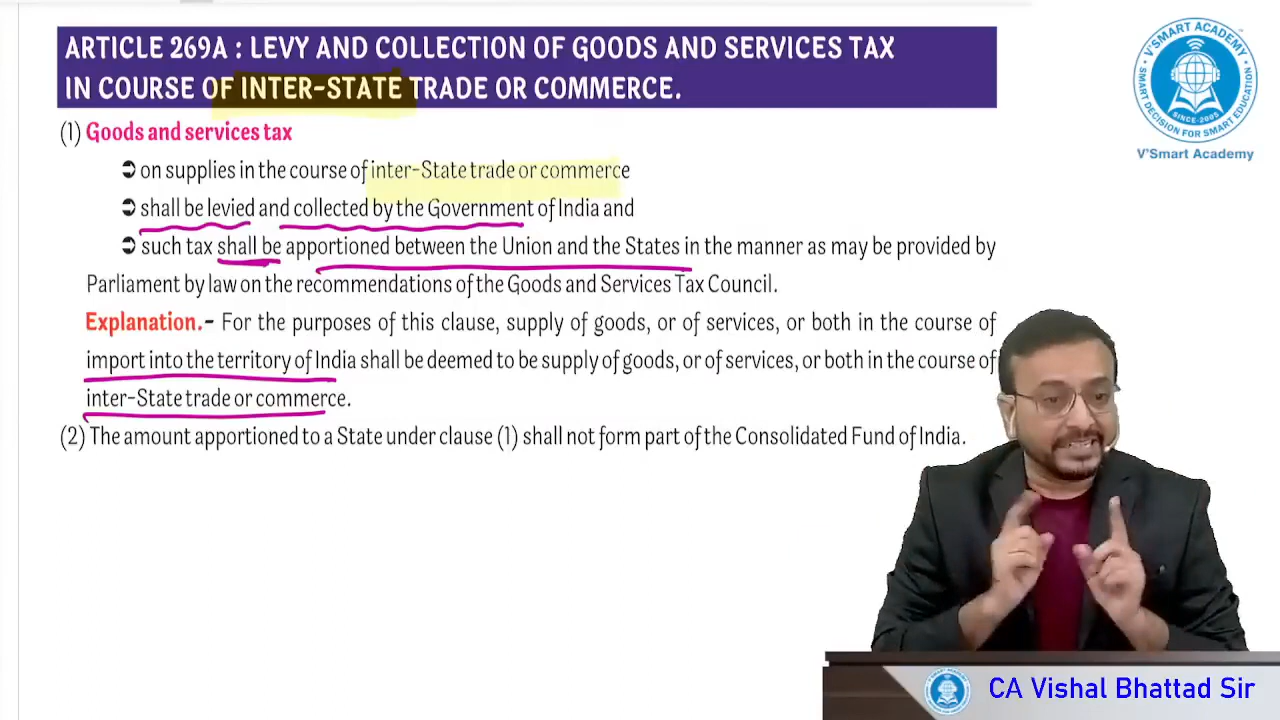 ARTICLE 269A : LEVY AND COLLECTION OF GOODS AND SERVICES TAX
IN COURSE OF INTER-STATE TRADE OR COMMERCE.
(1) Goods and services tax
➲ on supplies in the course of inter-State trade or commerce
➲ shall be levied and collected by the Government of India and
➲ such tax shall be apportioned between the Union and the States in the manner as may be provided by
Parliament by law on the recommendations of the Goods and Services Tax Council.
Explanation.- For the purposes of this clause, supply of goods, or of services, or both in the course of
import into the territory of India shall be deemed to be supply of goods, or of services, or both in the course of
inter-State trade or commerce.
(2) The amount apportioned to a State under clause (1) shall not form part of the Consolidated Fund of India.
V'SMART ACADEMY
SMART DECISION FOR SMART EDUCATION
SINCE-2005
V'Smart Academy
CA Vishal Bhattad Sir